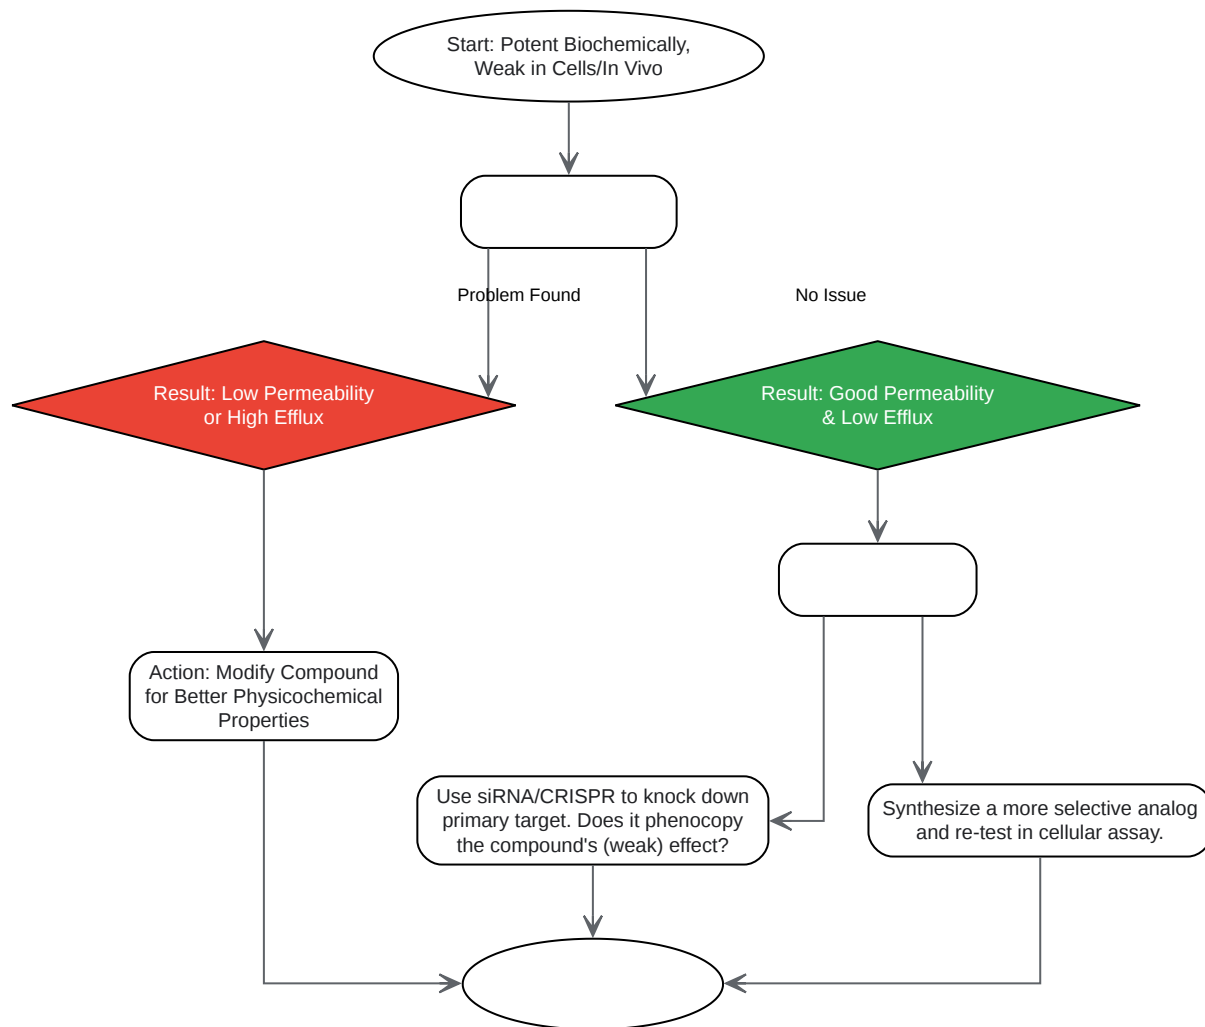 Start: Potent Biochemically,
Weak in Cells/In Vivo
Problem Found
No Issue
Result: Low Permeability
or High Efflux
Result: Good Permeability
& Low Efflux
Action: Modify Compound
for Better Physicochemical
Properties
Use siRNA/CRISPR to knock down
primary target. Does it phenocopy
the compound's (weak) effect?
Synthesize a more selective analog
and re-test in cellular assay.